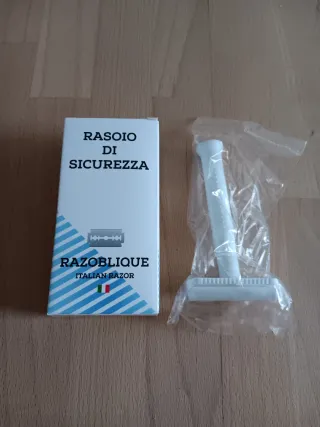 RASOIO
DI
SICUREZZA
RAZOBLIQUE
ITALIAN RAZOR